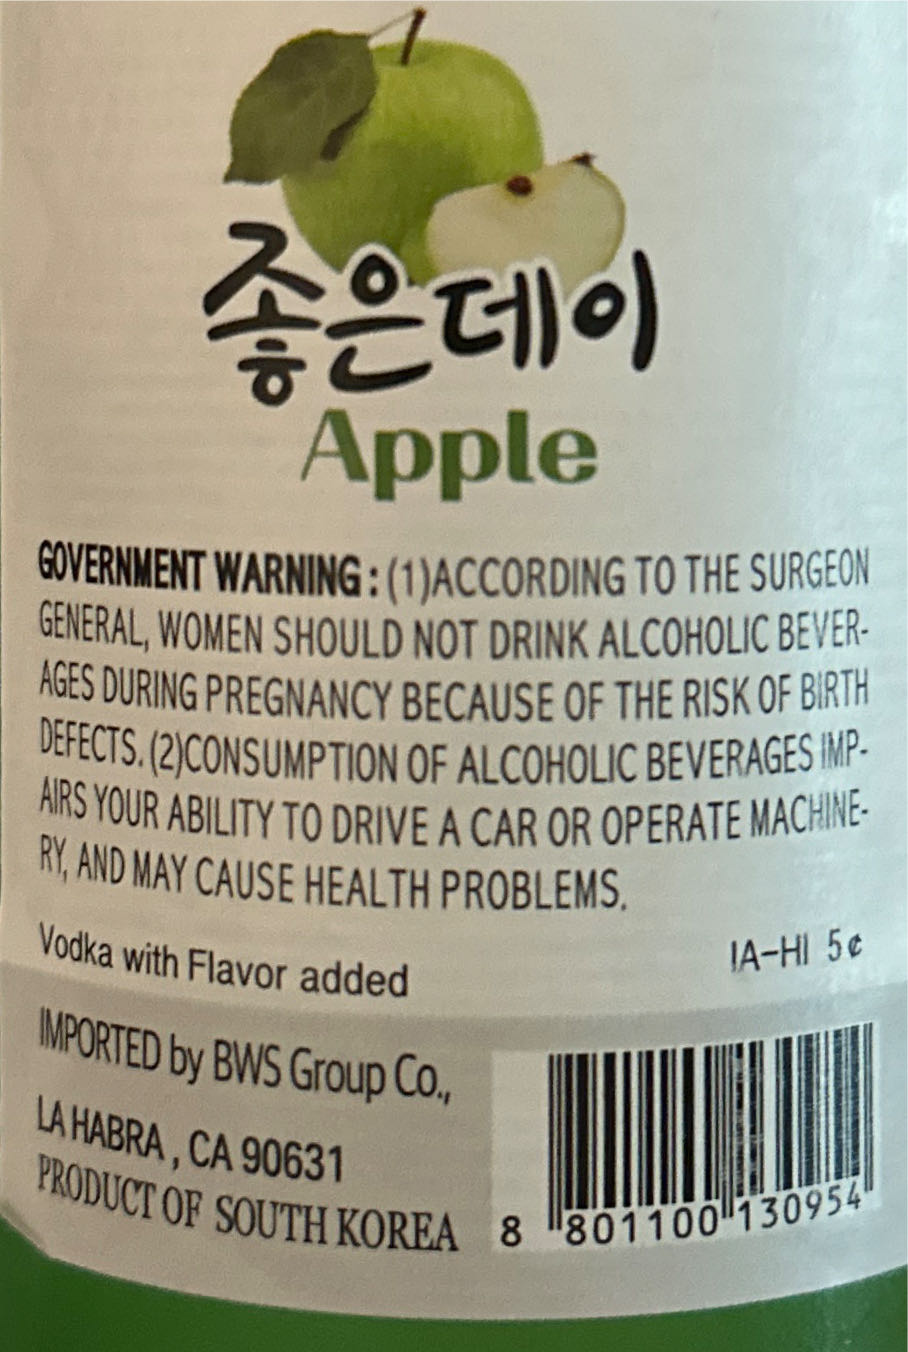 좋은데이
Apple
GOVERNMENT WARNING : (1)ACCORDING TO THE SURGEON
GENERAL, WOMEN SHOULD NOT DRINK ALCOHOLIC BEVER-
AGES DURING PREGNANCY BECAUSE OF THE RISK OF BIRTH
DEFECTS. (2)CONSUMPTION OF ALCOHOLIC BEVERAGES IMP-
AIRS YOUR ABILITY TO DRIVE A CAR OR OPERATE MACHINE-
RY, AND MAY CAUSE HEALTH PROBLEMS.
Vodka with Flavor added
IA-HI 5¢
IMPORTED by BWS Group Co.,
LA HABRA , CA 90631
PRODUCT OF SOUTH KOREA
8 801100 130954